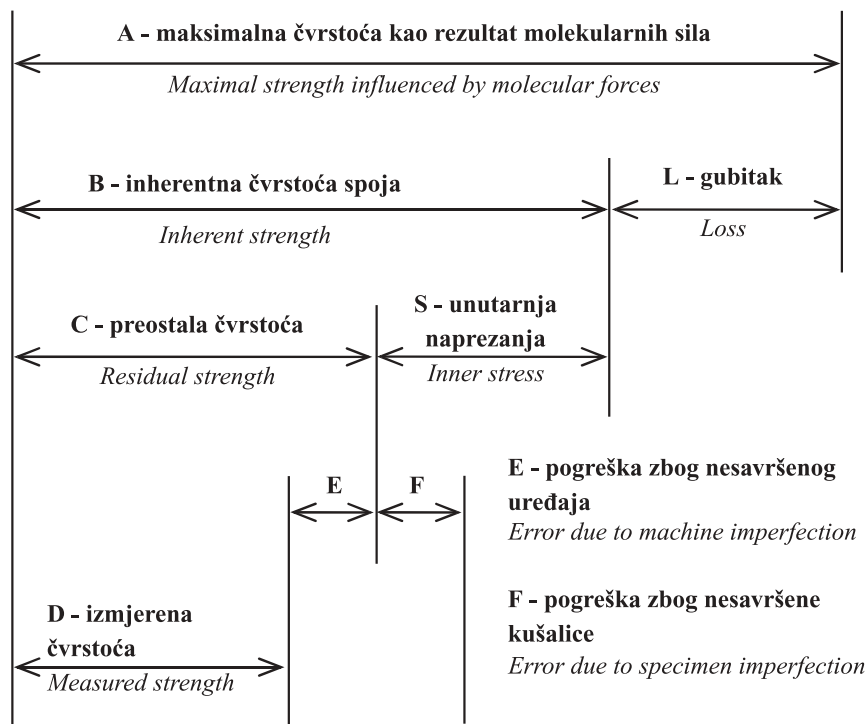 A - maksimalna čvrstoća kao rezultat molekularnih sila
Maximal strength influenced by molecular forces
B - inherentna čvrstoća spoja
Inherent strength
L - gubitak
Loss
C - preostala čvrstoća
Residual strength
S - unutarnja
naprezanja
Inner stress
E
F
E - pogreška zbog nesavršenog
uređaja
Error due to machine imperfection
D - izmjerena
čvrstoća
Measured strength
F - pogreška zbog nesavršene
kušalice
Error due to specimen imperfection